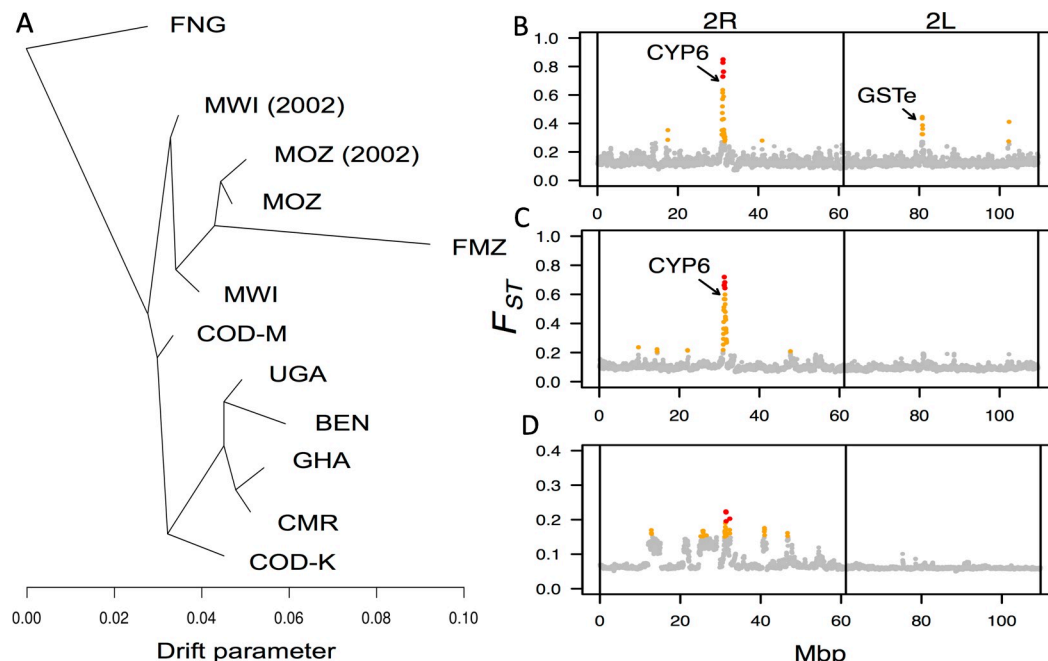 A
FNG
MWI (2002)
MOZ (2002)
MOZ
FMZ
MWI
COD-M
UGA
BEN
GHA
CMR
COD-K
0.00 0.02 0.04 0.06 0.08 0.10
Drift parameter
2R 2L
B
1.0
0.8
0.6
0.4
0.2
0.0
CYP6
GSTe
0 20 40 60 80 100
C
1.0
0.8
0.6
0.4
0.2
0.0
CYP6
0 20 40 60 80 100
FST
D
0.4
0.3
0.2
0.1
0.0
0 20 40 60 80 100
Mbp